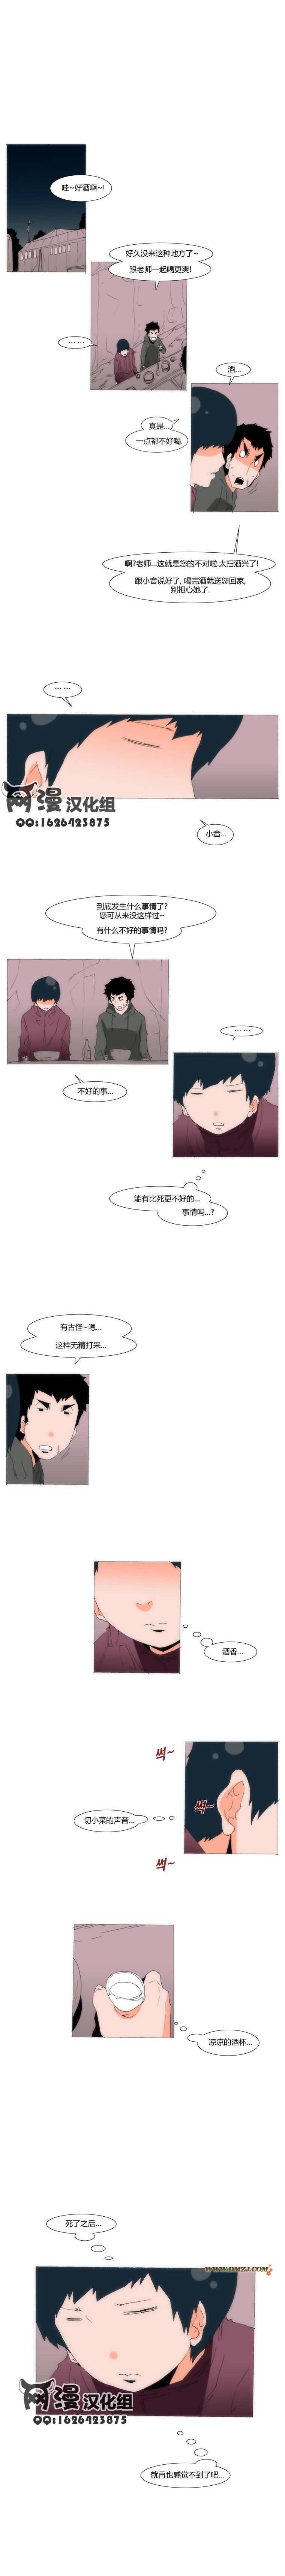 哇~好酒啊~!
好久没来这种地方了~
跟老师一起喝更爽!
... ...
酒...
真是...
一点都不好喝.
啊?老师...这就是您的不对啦.太扫酒兴了!
跟小音说好了, 喝完酒就送您回家,
别担心她了.
... ...
网漫汉化组
QQ:1626423875
小音...
到底发生什么事情了?
您可从来没这样过~
有什么不好的事情吗?
... ...
不好的事...
能有比死更不好的...
事情吗...?
有古怪~嗯...
这样无精打采...
酒香...
썩~
썩~
切小菜的声音...
썩~
凉凉的酒杯...
死了之后...
WWW.DMZJ.COM
网漫汉化组
QQ:1626423875
就再也感觉不到了吧...